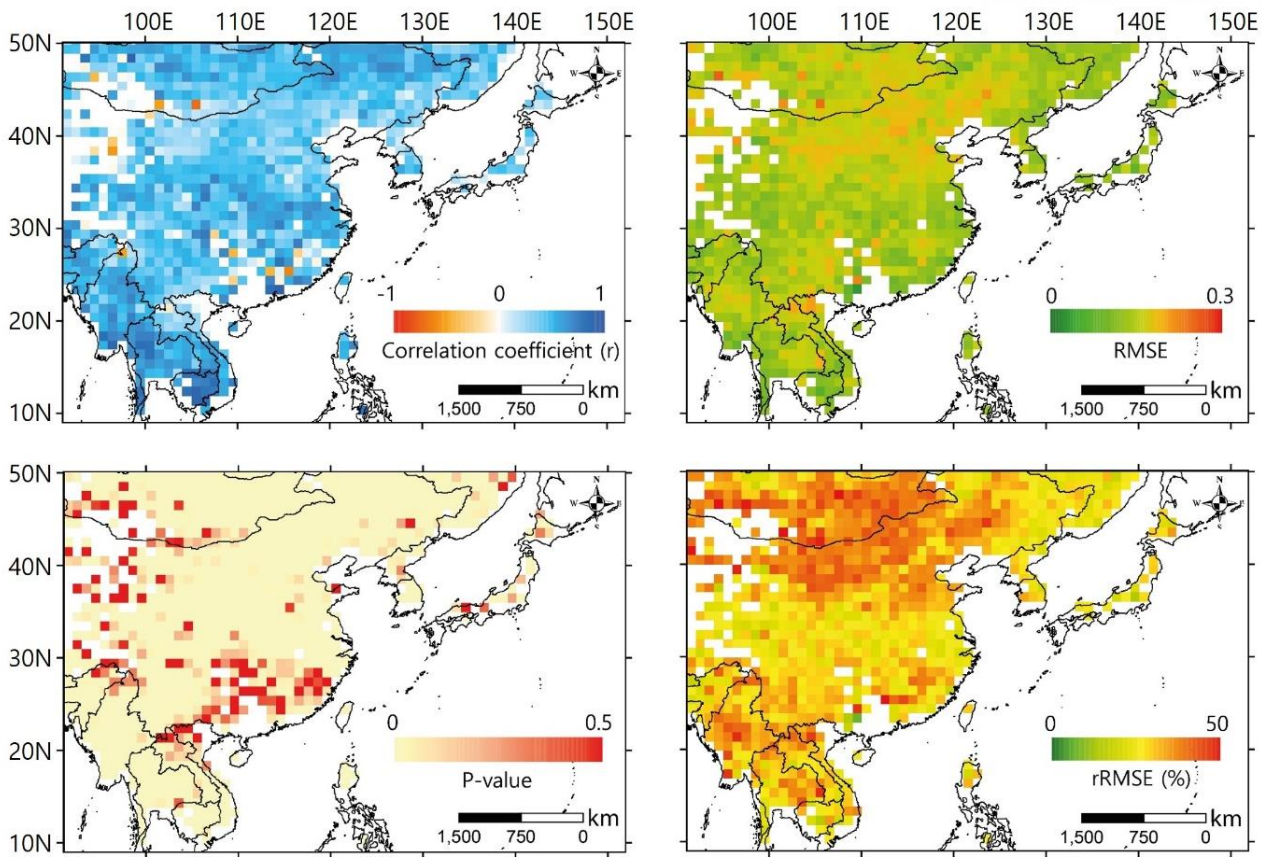 100E 110E 120E 130E 140E 150E
100E 110E 120E 130E 140E 150E
50N
40N
30N
20N
10N
N
W E
S
-1 0 1
Correlation coefficient (r)
1,500 750 0 km
N
W E
S
0 0.3
RMSE
1,500 750 0 km
50N
40N
30N
20N
10N
N
W E
S
0 0.5
P-value
1,500 750 0 km
N
W E
S
0 50
rRMSE (%)
1,500 750 0 km